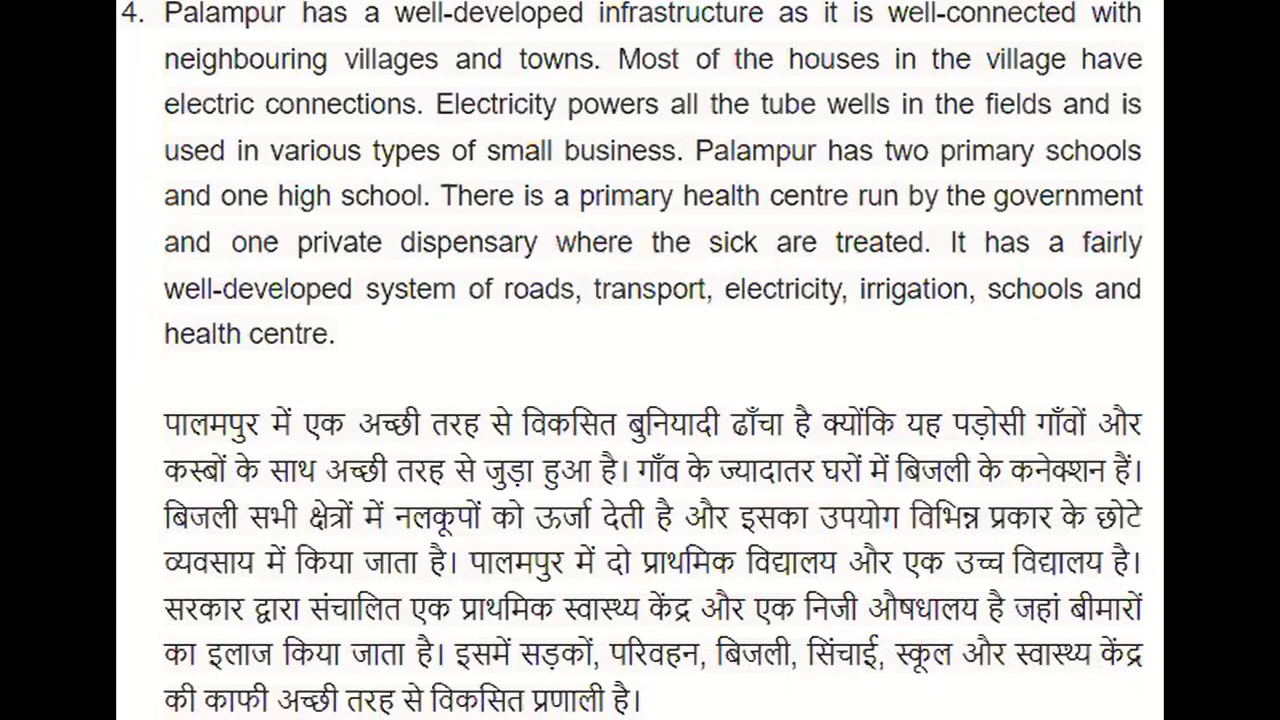 4. Palampur has a well-developed infrastructure as it is well-connected with
neighbouring villages and towns. Most of the houses in the village have
electric connections. Electricity powers all the tube wells in the fields and is
used in various types of small business. Palampur has two primary schools
and one high school. There is a primary health centre run by the government
and one private dispensary where the sick are treated. It has a fairly
well-developed system of roads, transport, electricity, irrigation, schools and
health centre.
पालमपुर में एक अच्छी तरह से विकसित बुनियादी ढाँचा है क्योंकि यह पड़ोसी गाँवों और
कस्बों के साथ अच्छी तरह से जुड़ा हुआ है। गाँव के ज्यादातर घरों में बिजली के कनेक्शन हैं।
बिजली सभी क्षेत्रों में नलकूपों को ऊर्जा देती है और इसका उपयोग विभिन्न प्रकार के छोटे
व्यवसाय में किया जाता है। पालमपुर में दो प्राथमिक विद्यालय और एक उच्च विद्यालय है।
सरकार द्वारा संचालित एक प्राथमिक स्वास्थ्य केंद्र और एक निजी औषधालय है जहां बीमारों
का इलाज किया जाता है। इसमें सड़कों, परिवहन, बिजली, सिंचाई, स्कूल और स्वास्थ्य केंद्र
की काफी अच्छी तरह से विकसित प्रणाली है।